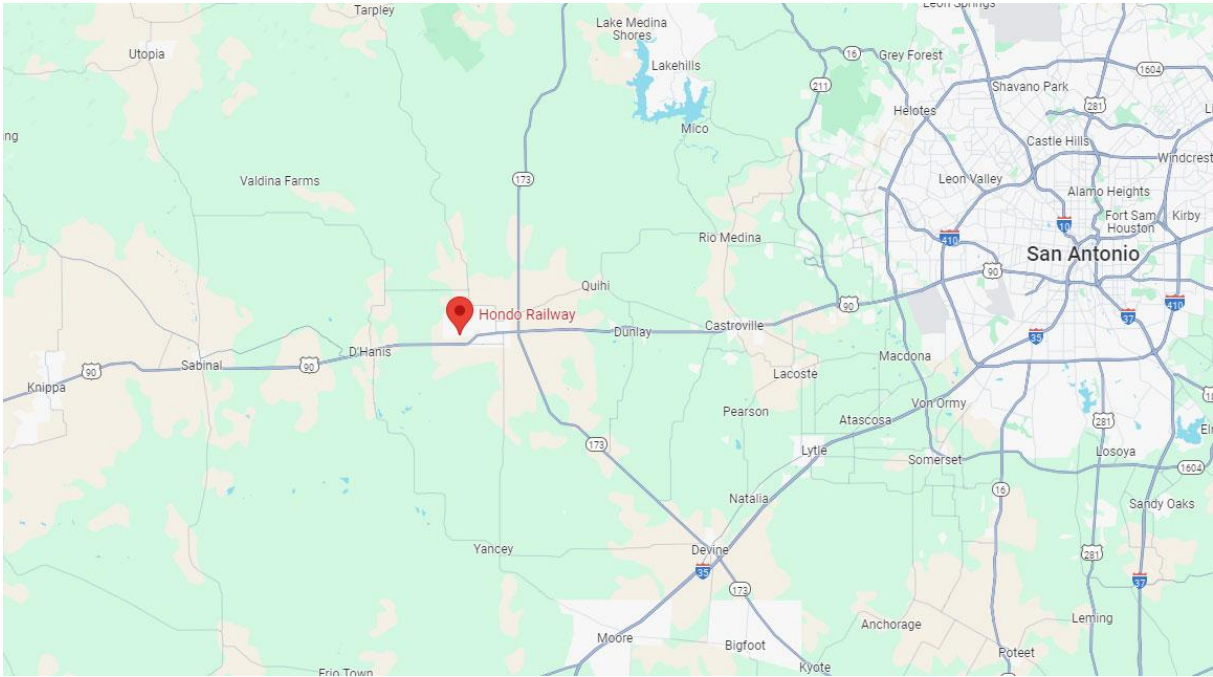 Tarpley
Leon Springs
Lake Medina
Shores
Utopia
16
Grey Forest
Lakehills
1604
211
Shavano Park
281
Helotes
ing
Mico
Castle Hills
Windcrest
173
Leon Valley
Valdina Farms
Alamo Heights
Fort Sam
Houston
Kirby
10
Rio Medina
410
San Antonio
90
Quihi
90
410
Hondo Railway
37
Dunlay
Castroville
35
D'Hanis
Macdona
Sabinal
90
90
Lacoste
Knippa
Von Ormy
Pearson
Atascosa
281
173
Lytle
Losoya
Somerset
1604
16
Natalia
Sandy Oaks
Yancey
Devine
281
35
37
173
Leming
Anchorage
Moore
Bigfoot
Poteet
Kyote
Frio Town